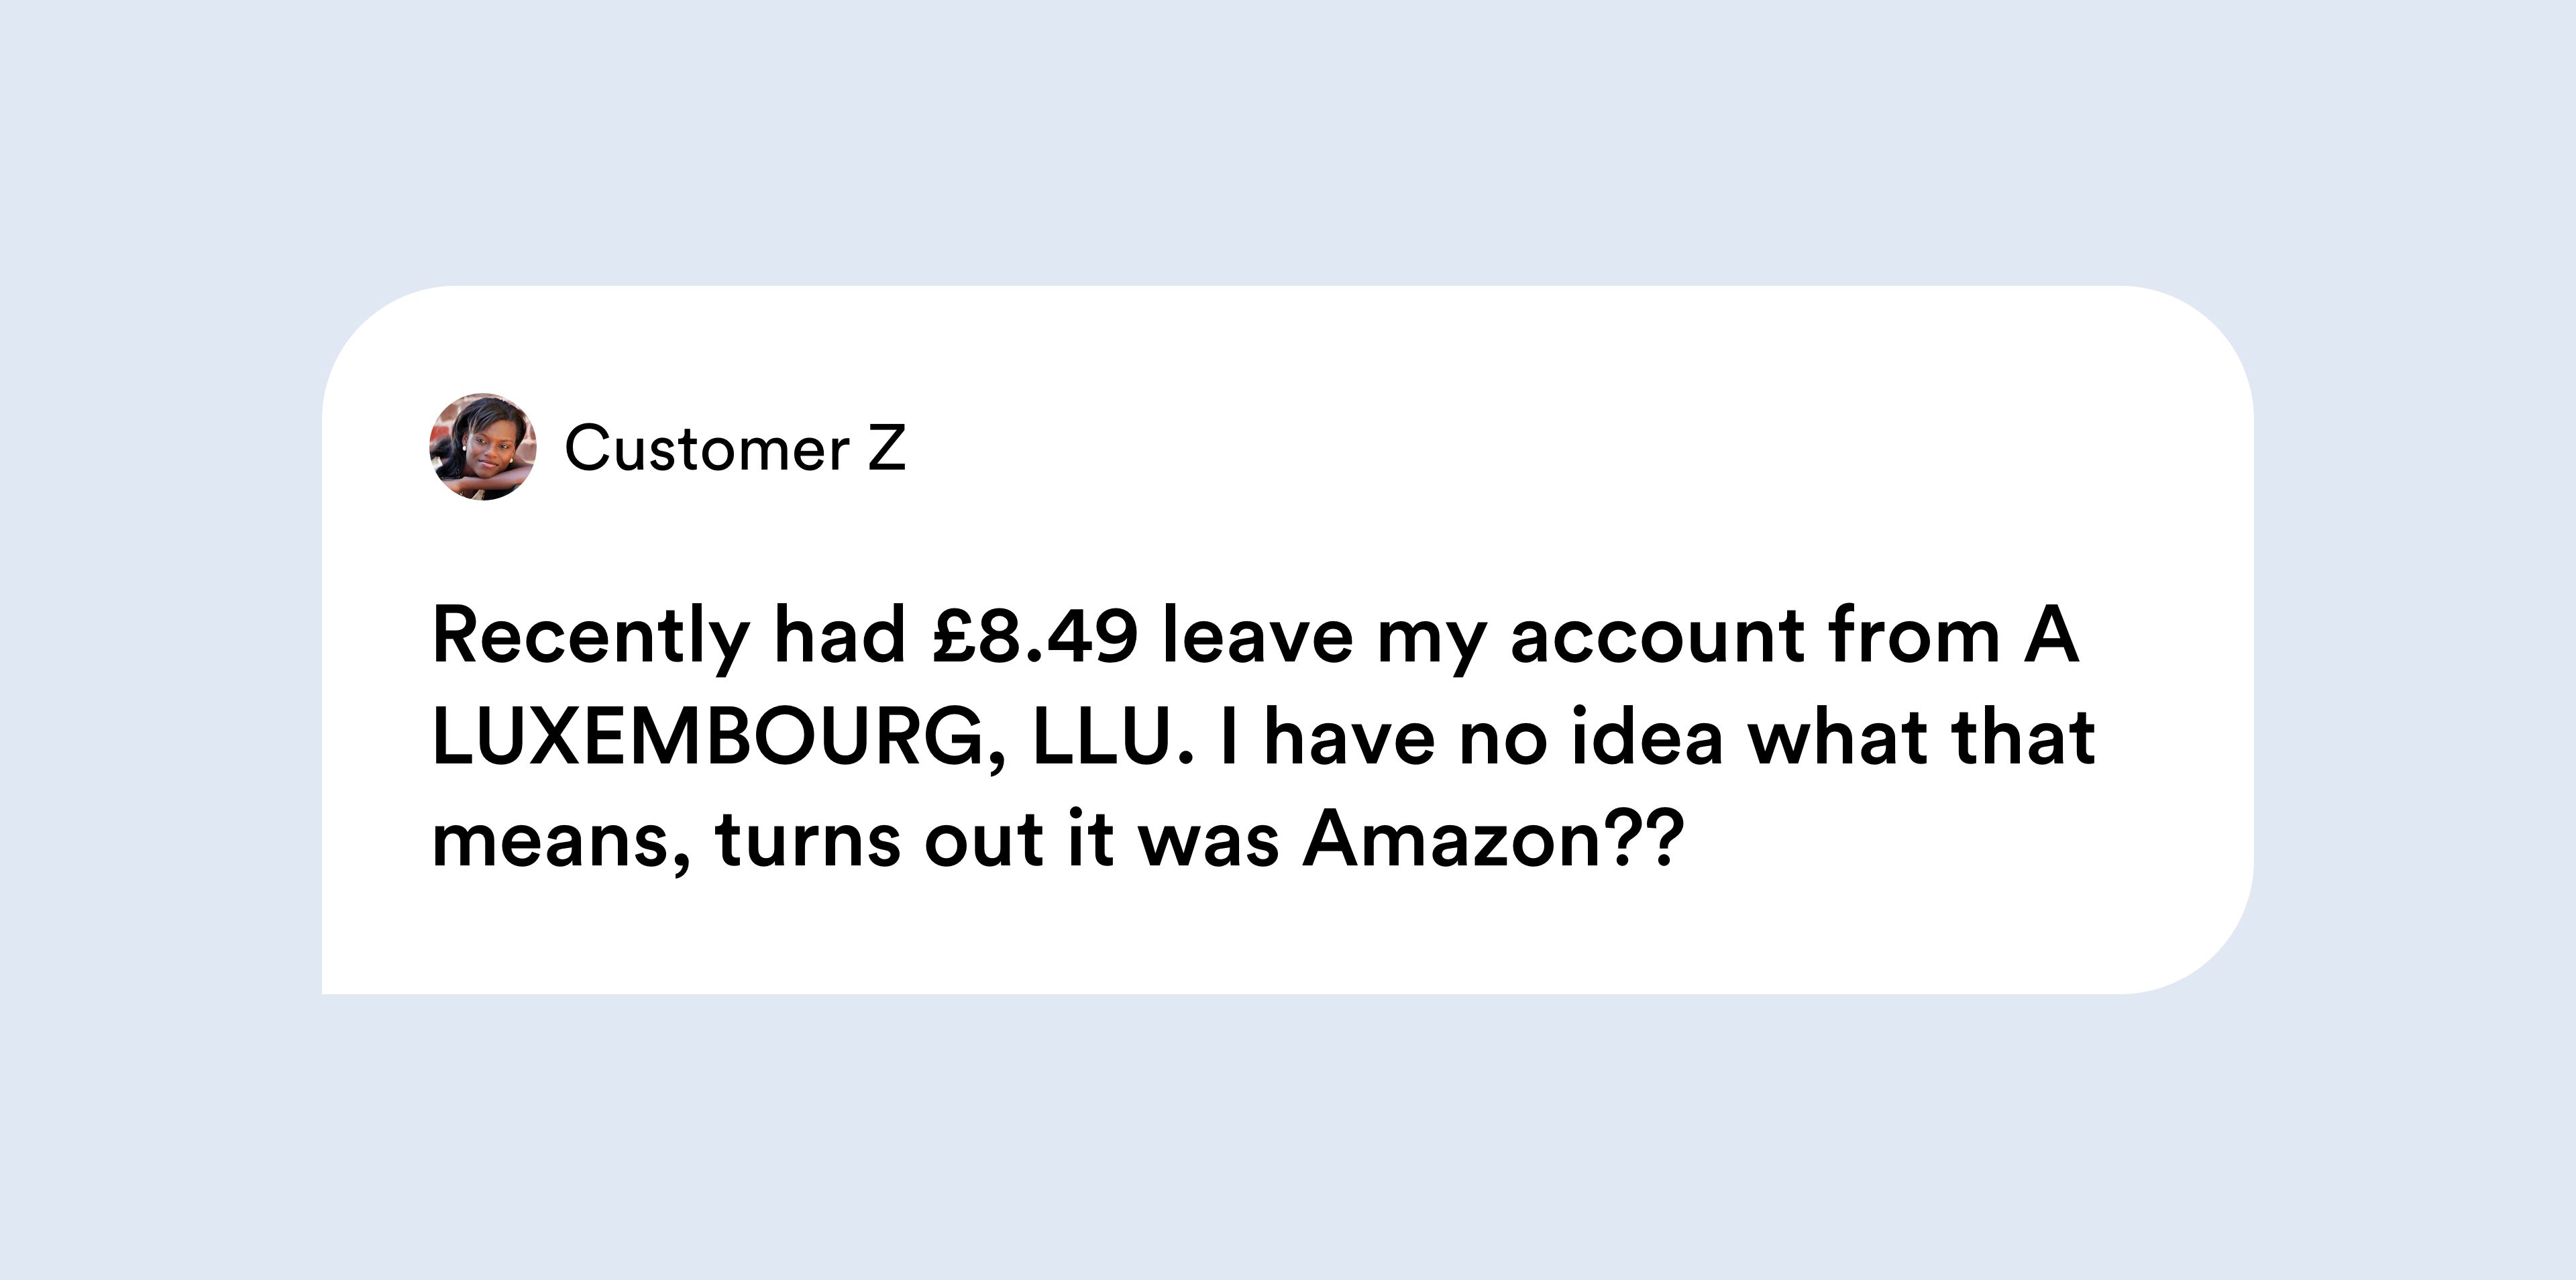 Customer Z
Recently had £8.49 leave my account from A
LUXEMBOURG, LLU. I have no idea what that
means, turns out it was Amazon??